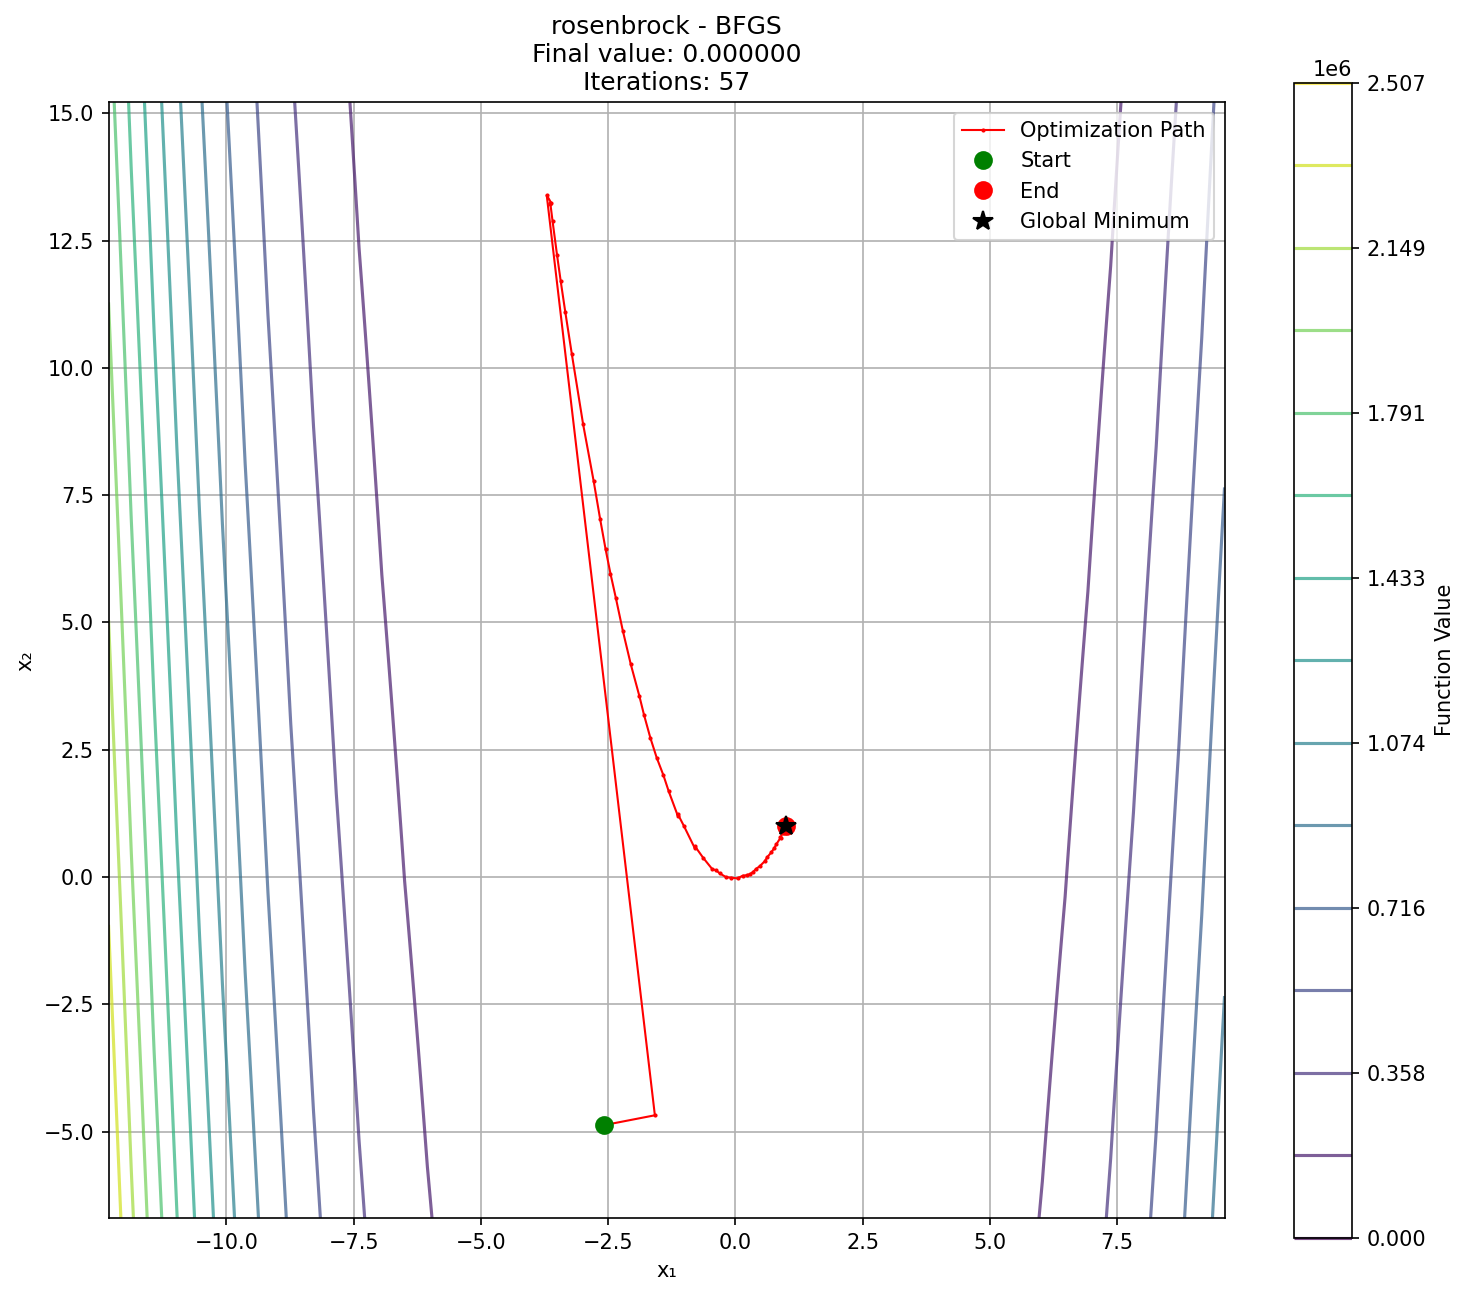 rosenbrock - BFGS
Final value: 0.000000
Iterations: 57
1e6
Optimization Path
Start
End
Global Minimum
15.0
12.5
10.0
7.5
5.0
2.5
0.0
−2.5
−5.0
x₂
−10.0
−7.5
−5.0
−2.5
0.0
2.5
5.0
7.5
x₁
2.507
2.149
1.791
1.433
1.074
0.716
0.358
0.000
Function Value